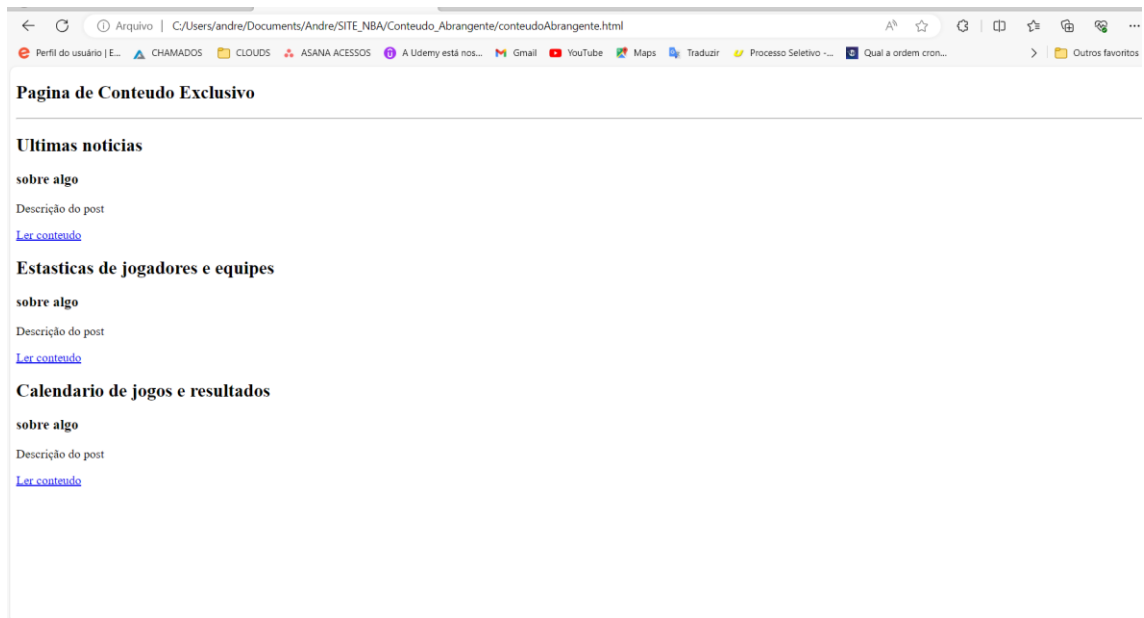 Arquivo | C:/Users/andre/Documents/Andre/SITE_NBA/Conteudo_Abrangente/conteudoAbrangente.html
Perfil do usuário | E... CHAMADOS CLOUDS ASANA ACESSOS A Udemy está nos... Gmail YouTube Maps Traduzir Processo Seletivo -... Qual a ordem cron... Outros favoritos
Pagina de Conteudo Exclusivo
Ultimas noticias
sobre algo
Descrição do post
Ler conteudo
Estasticas de jogadores e equipes
sobre algo
Descrição do post
Ler conteudo
Calendario de jogos e resultados
sobre algo
Descrição do post
Ler conteudo